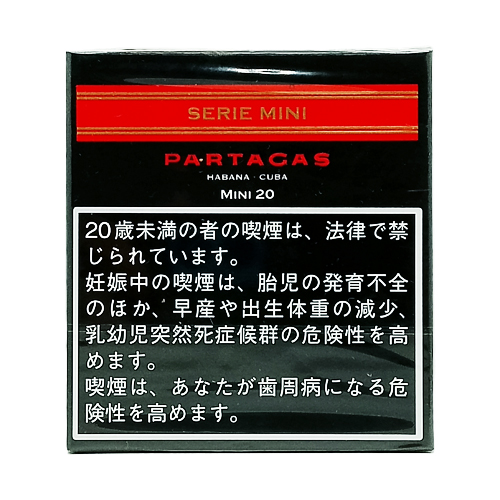 SERIE MINI
PARTAGAS
HABANA · CUBA
MINI 20
20歳未満の者の喫煙は、法律で禁
じられています。
妊娠中の喫煙は、胎児の発育不全
のほか、早産や出生体重の減少、
乳幼児突然死症候群の危険性を高
めます。
喫煙は、あなたが歯周病になる危
険性を高めます。